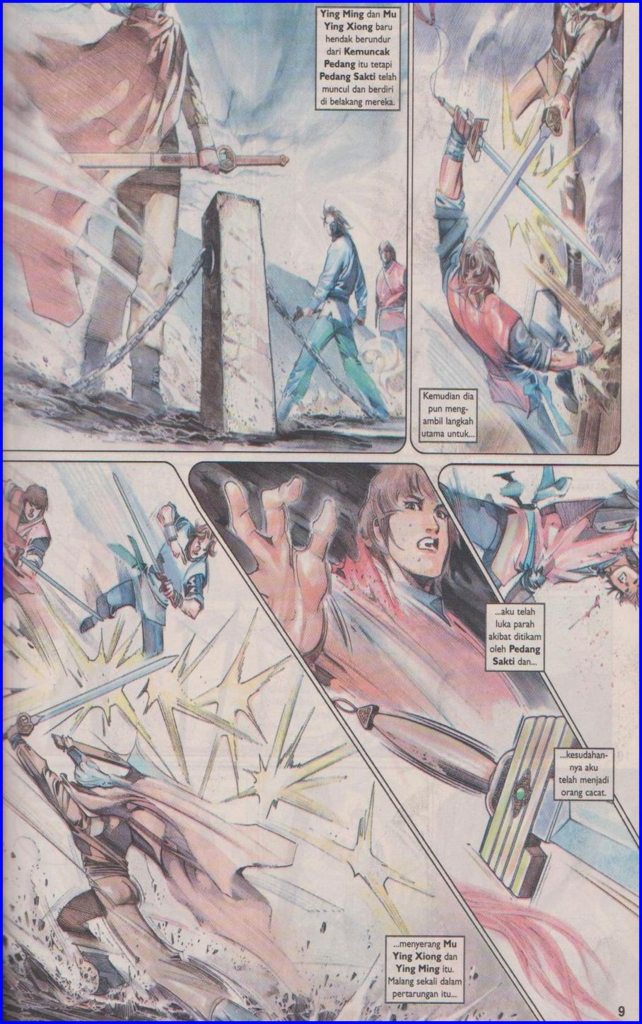 Ying Ming dan Mu
Ying Xiong baru
hendak berundur
dari Kemuncak
Pedang itu tetapi
Pedang Sakti telah
muncul dan berdiri
di belakang mereka.
Kemudian dia
pun meng-
ambil langkah
utama untuk...
...menyerang Mu
Ying Xiong dan
Ying Ming itu.
Malang sekali dalam
pertarungan itu...
...aku telah
luka parah
akibat ditikam
oleh Pedang
Sakti dan...
...kesudahan-
nya aku
telah menjadi
orang cacat.
9